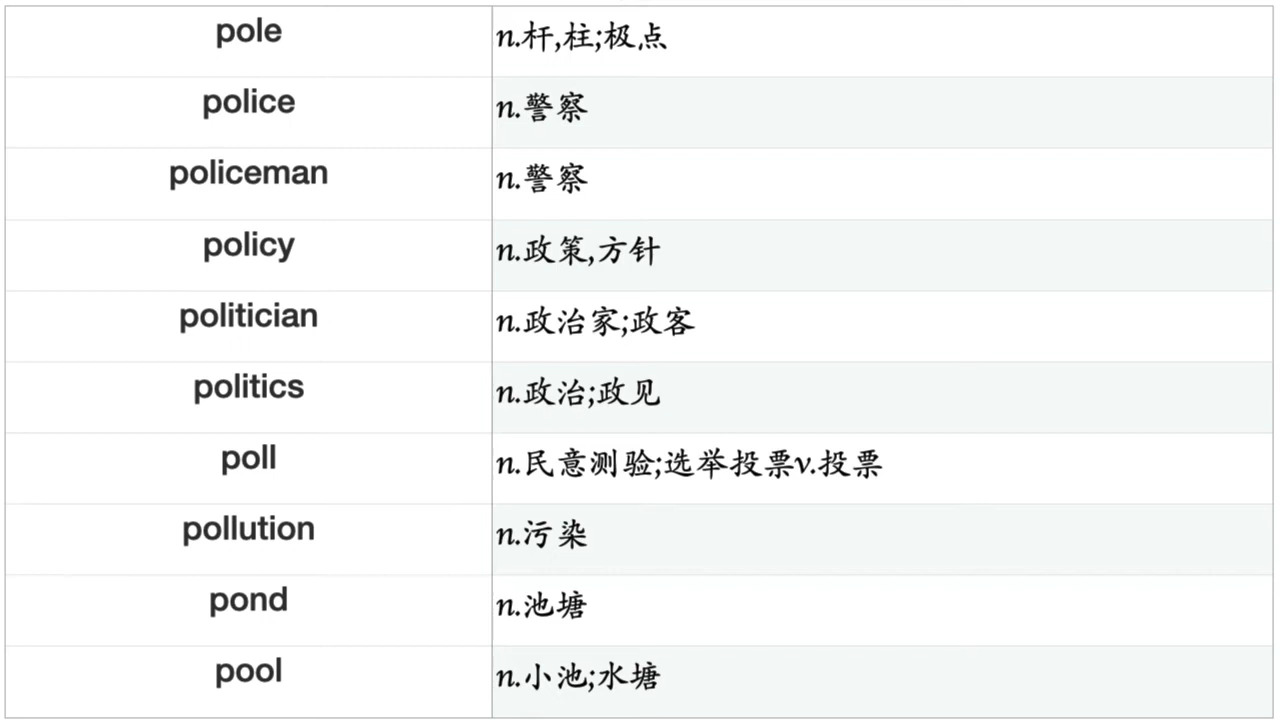 pole n.杆,柱;极点
police n.警察
policeman n.警察
policy n.政策,方针
politician n.政治家;政客
politics n.政治;政见
poll n.民意测验;选举投票v.投票
pollution n.污染
pond n.池塘
pool n.小池;水塘